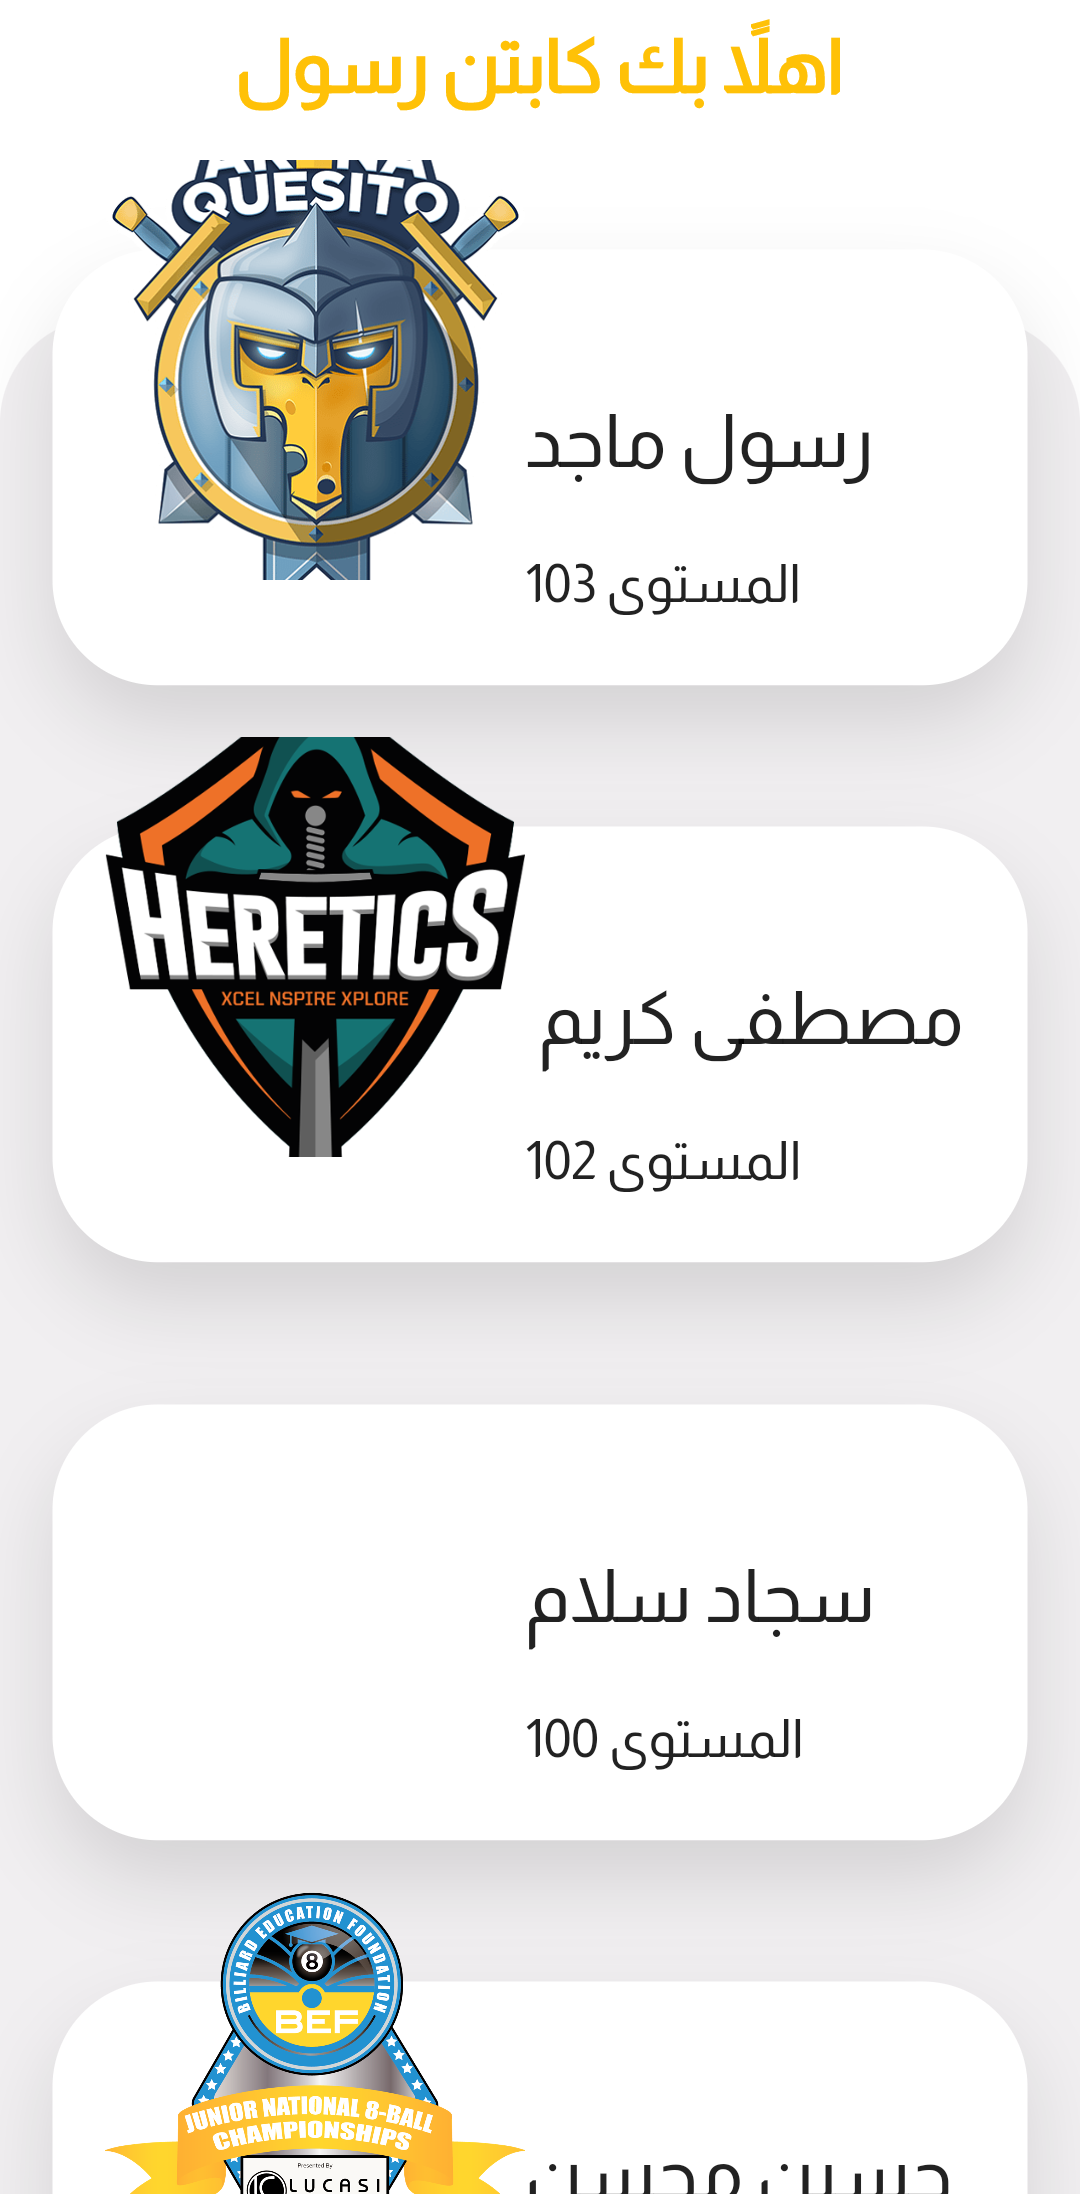 اهلًا بك كابتن رسول
QUESITO
رسول ماجد
المستوى 103
HERETICS
XCEL NSPIRE XPLORE
مصطفى كريم
المستوى 102
سجاد سلام
المستوى 100
BILLIARD EDUCATION FOUNDATION
8
BEF
JUNIOR NATIONAL 8-BALL
CHAMPIONSHIPS
Presented By
LUCASI